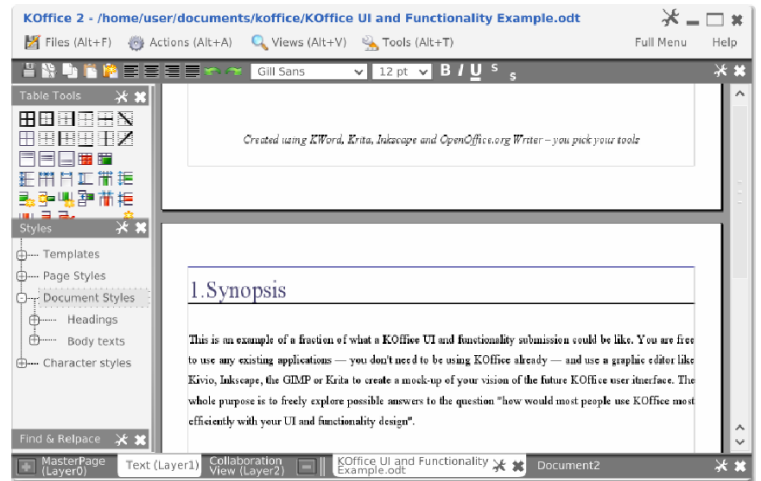 KOffice 2 - /home/user/documents/koffice/KOffice UI and Functionality Example.odt
Files (Alt+F) Actions (Alt+A) Views (Alt+V) Tools (Alt+T) Full Menu Help
Gill Sans 12 pt B I U S s
Table Tools
Created using KWord, Krita, Inkscape and OpenOffice.org Writer – you pick your tools
Styles
Templates
Page Styles
Document Styles
Headings
Body texts
Character styles
Find & Relpace
1.Synopsis
This is an example of a fraction of what a KOffice UI and functionality submission could be like. You are free
to use any existing applications — you don't need to be using KOffice already — and use a graphic editor like
Kivio, Inkscape, the GIMP or Krita to create a mock-up of your vision of the future KOffice user itnerface. The
whole purpose is to freely explore possible answers to the question "how would most people use KOffice most
efficiently with your UI and functionality design".
MasterPage
(Layer0)
Text (Layer1)
Collaboration
View (Layer2)
KOffice UI and Functionality
Example.odt
Document2